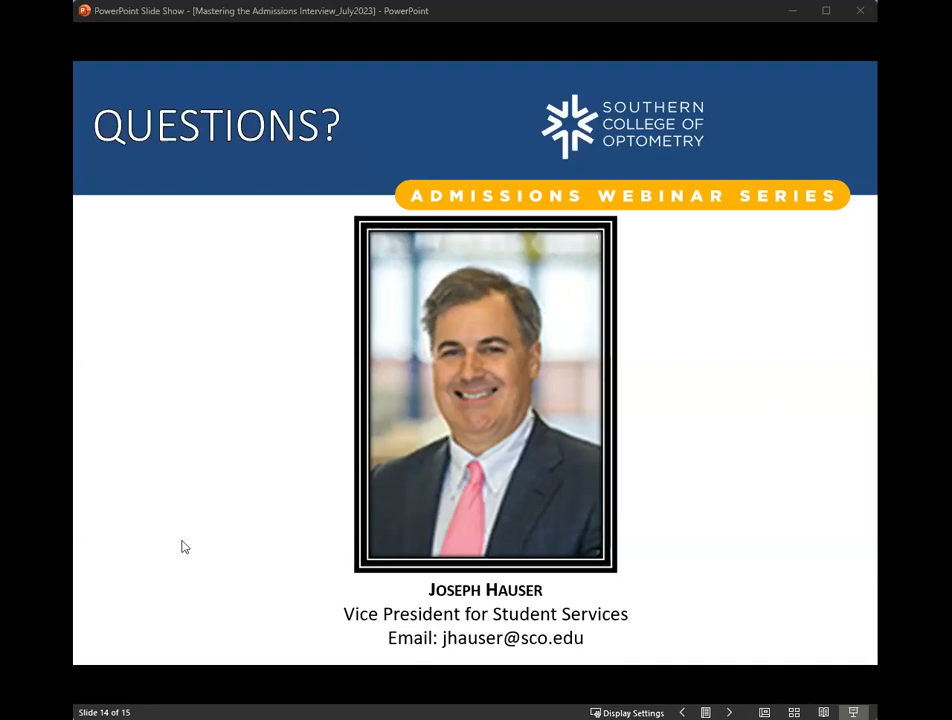 PowerPoint Slide Show - [Mastering the Admissions Interview_July2023] - PowerPoint
QUESTIONS?
SOUTHERN
COLLEGE OF
OPTOMETRY
ADMISSIONS WEBINAR SERIES
JOSEPH HAUSER
Vice President for Student Services
Email: jhauser@sco.edu
Slide 14 of 15
Display Settings